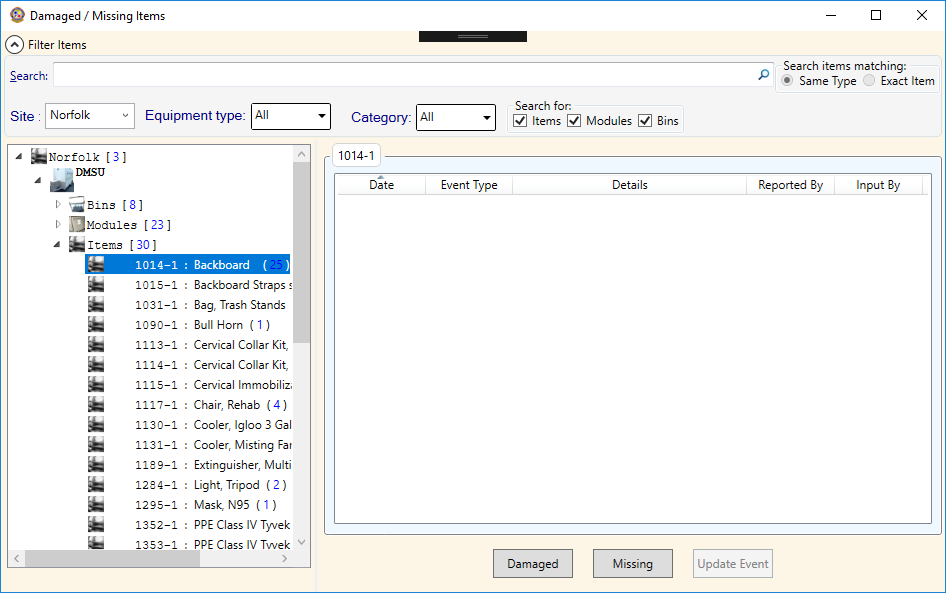 Damaged / Missing Items
Filter Items
Search:
Search items matching:
Same Type Exact Item
Site : Norfolk Equipment type: All Category: All
Search for:
Items Modules Bins
Norfolk [3]
DMSU
Bins [8]
Modules [23]
Items [30]
1014-1 : Backboard (25)
1015-1 : Backboard Straps s
1031-1 : Bag, Trash Stands
1090-1 : Bull Horn (1)
1113-1 : Cervical Collar Kit,
1114-1 : Cervical Collar Kit,
1115-1 : Cervical Immobiliza
1117-1 : Chair, Rehab (4)
1130-1 : Cooler, Igloo 3 Gal
1131-1 : Cooler, Misting Fan
1189-1 : Extinguisher, Multi
1284-1 : Light, Tripod (2)
1295-1 : Mask, N95 (1)
1352-1 : PPE Class IV Tyvek
1353-1 : PPE Class IV Tyvek
1014-1
Date Event Type Details Reported By Input By
Damaged Missing Update Event